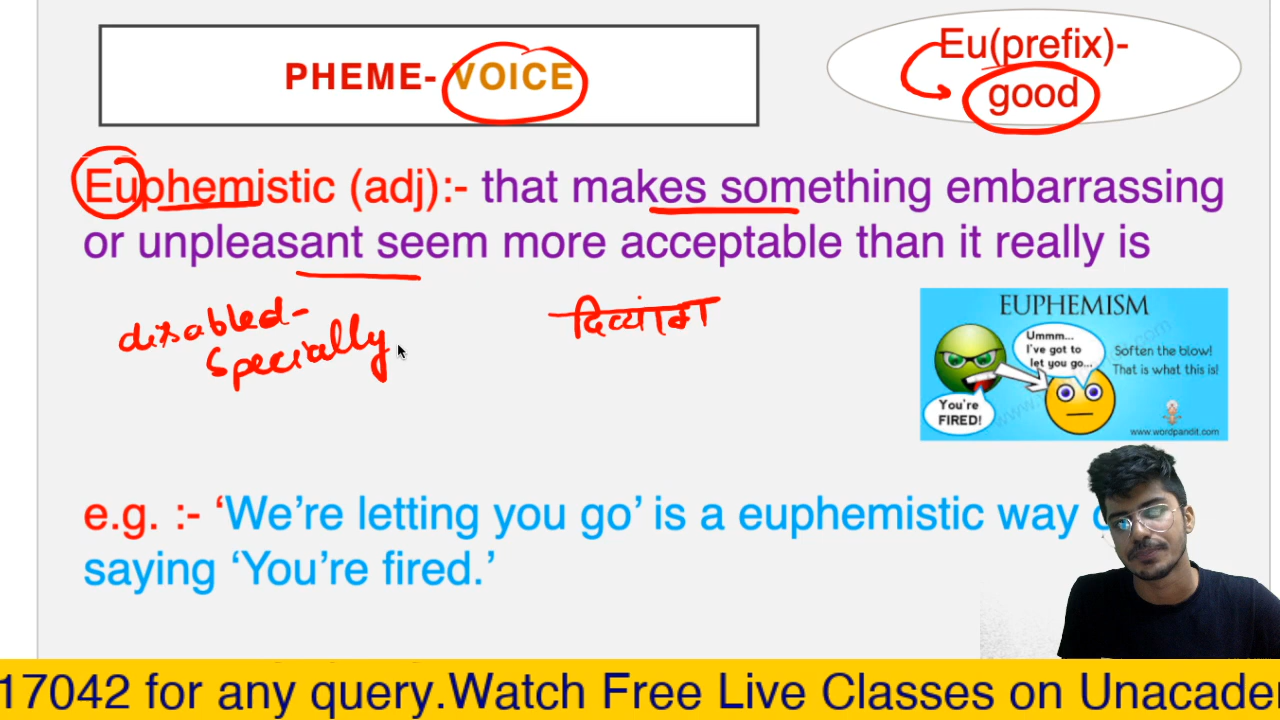 PHEME- VOICE
Eu(prefix)-
good
Euphemistic (adj):- that makes something embarrassing
or unpleasant seem more acceptable than it really is
disabled-
Specially
दिव्यांग
EUPHEMISM
Ummm...
I've got to
let you go...
Soften the blow!
That is what this is!
You're
FIRED!
www.wordpandit.com
e.g. :- ‘We’re letting you go’ is a euphemistic way
saying ‘You’re fired.’
17042 for any query.Watch Free Live Classes on Unacade